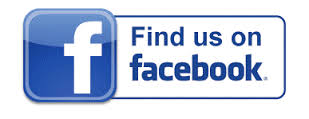 f
Find us on
facebook.